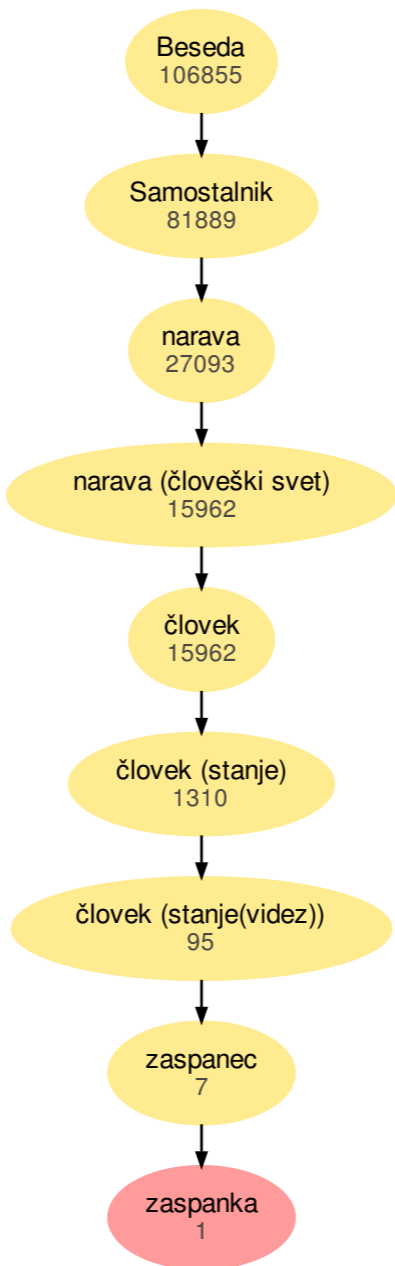 Beseda
106855
Samostalnik
81889
narava
27093
narava (človeški svet)
15962
človek
15962
človek (stanje)
1310
človek (stanje(videz))
95
zaspanec
7
zaspanka
1